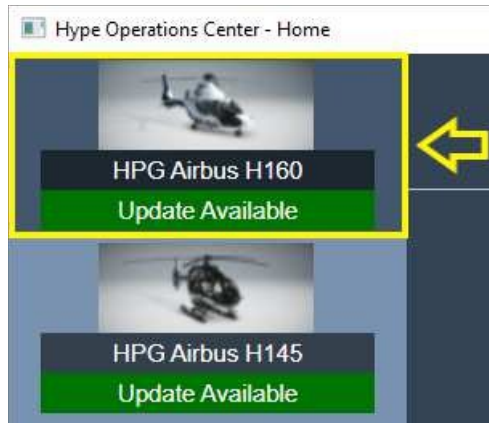 Hype Operations Center - Home
HPG Airbus H160
Update Available
HPG Airbus H145
Update Available